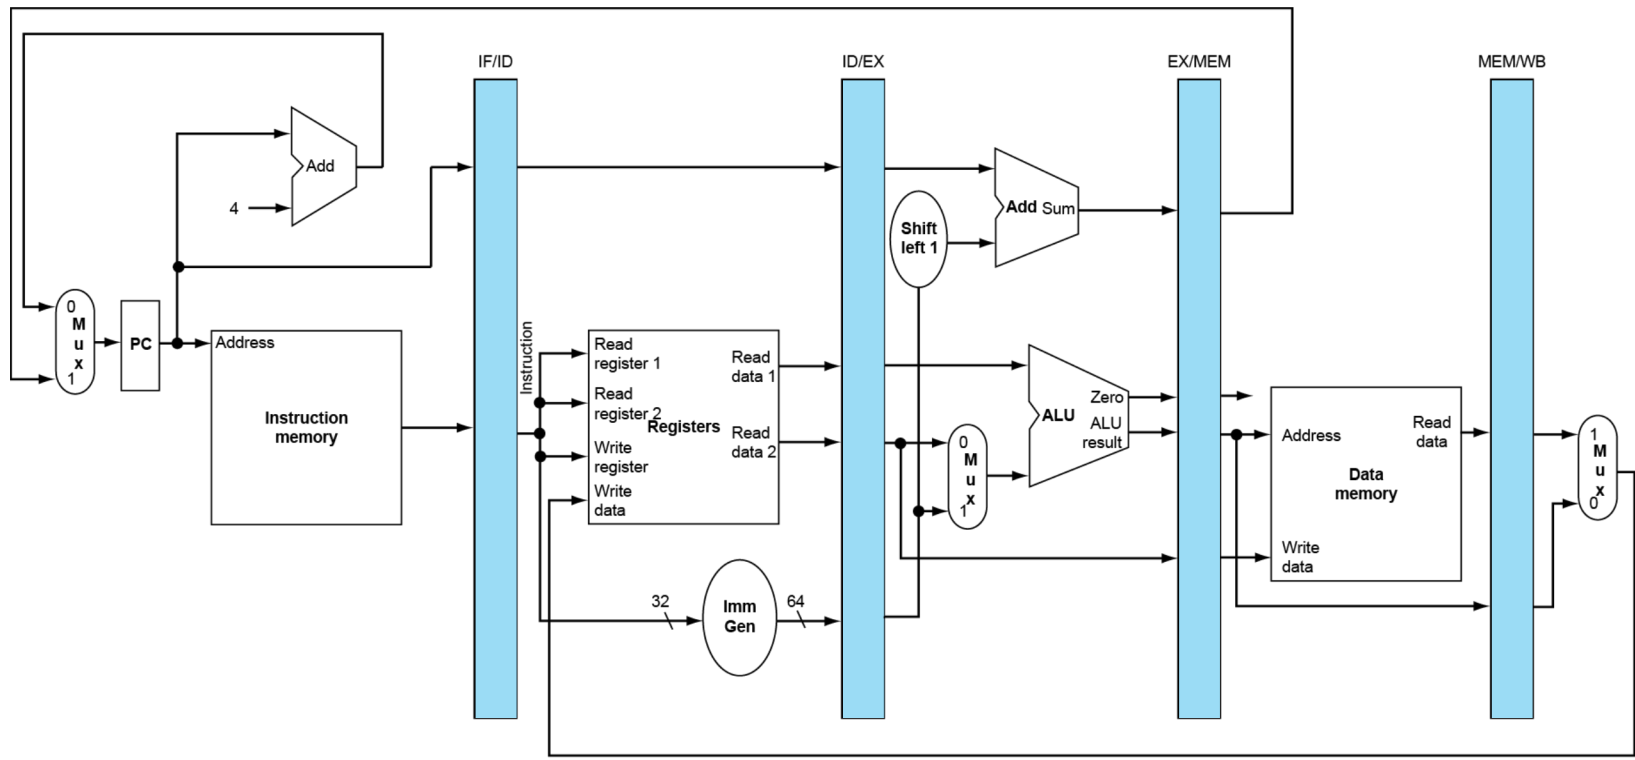 IF/ID
ID/EX
EX/MEM
MEM/WB
Add
4
Add Sum
Shift
left 1
0
M
u
x
1
PC
Address
Instruction
memory
Instruction
Read
register 1
Read
register 2
Registers
Write
register
Write
data
Read
data 1
Read
data 2
32
Imm
Gen
64
0
M
u
x
1
Zero
ALU
ALU
result
Address
Read
data
Data
memory
Write
data
1
M
u
x
0